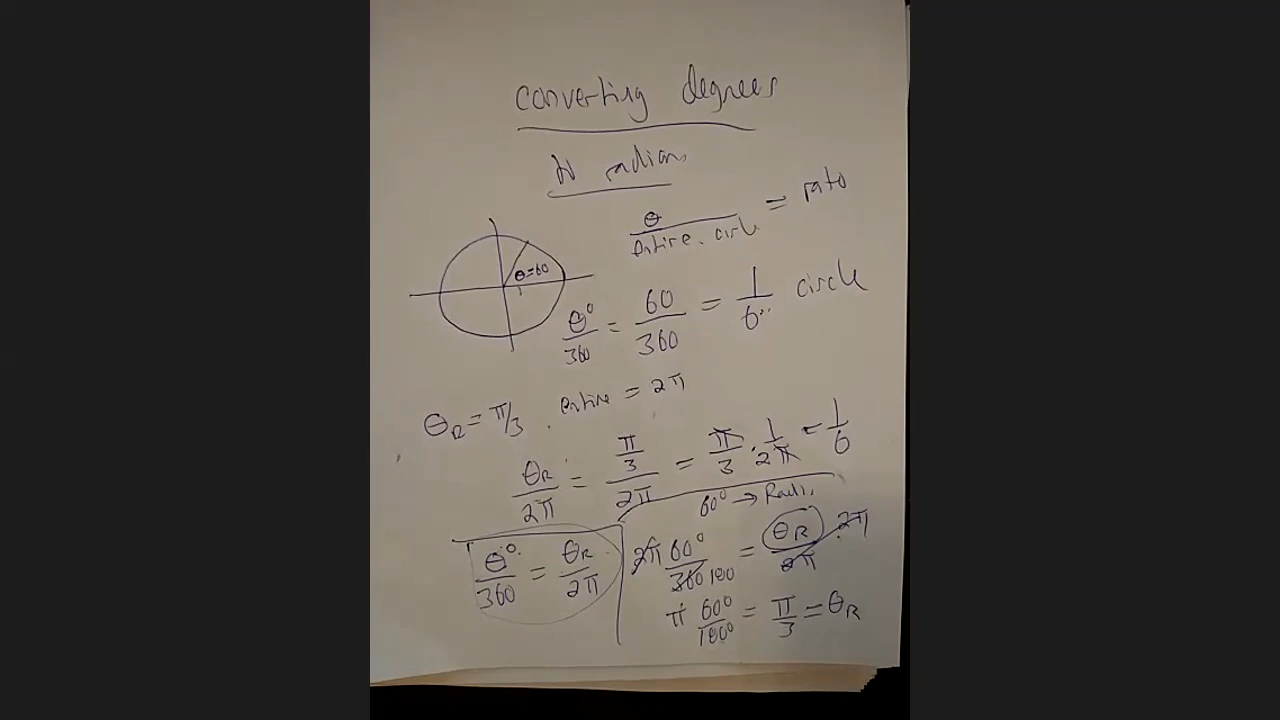 converting degrees
to radians
θ / entire circle = ratio
θ=60
θ° / 360 = 60 / 360 = 1 / 6 circle
θR = π/3 . entire = 2π
θR / 2π = π/3 / 2π = π / 3 · 1 / 2π = 1 / 6
60° → Radi.
θ° / 360 = θR / 2π
2π 60° / 360 180 = θR / 2π · 2π
π 60° / 180° = π / 3 = θR